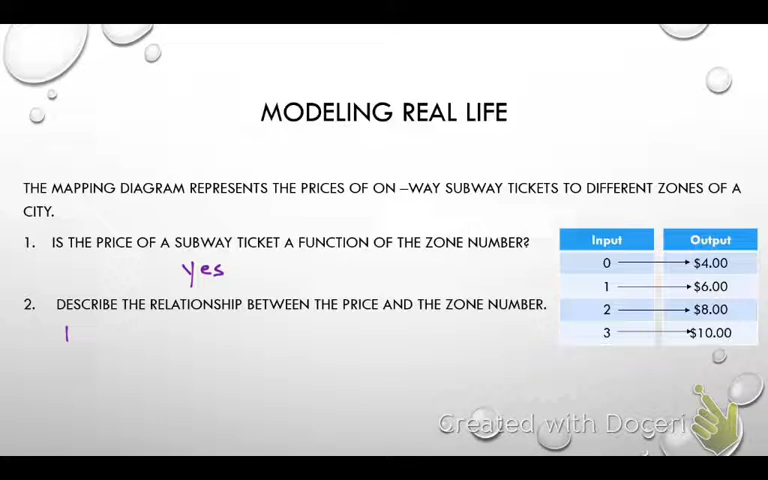 MODELING REAL LIFE
THE MAPPING DIAGRAM REPRESENTS THE PRICES OF ON –WAY SUBWAY TICKETS TO DIFFERENT ZONES OF A
CITY.
1. IS THE PRICE OF A SUBWAY TICKET A FUNCTION OF THE ZONE NUMBER?
yes
2. DESCRIBE THE RELATIONSHIP BETWEEN THE PRICE AND THE ZONE NUMBER.
Input Output
0 $4.00
1 $6.00
2 $8.00
3 $10.00
Created with Doceri